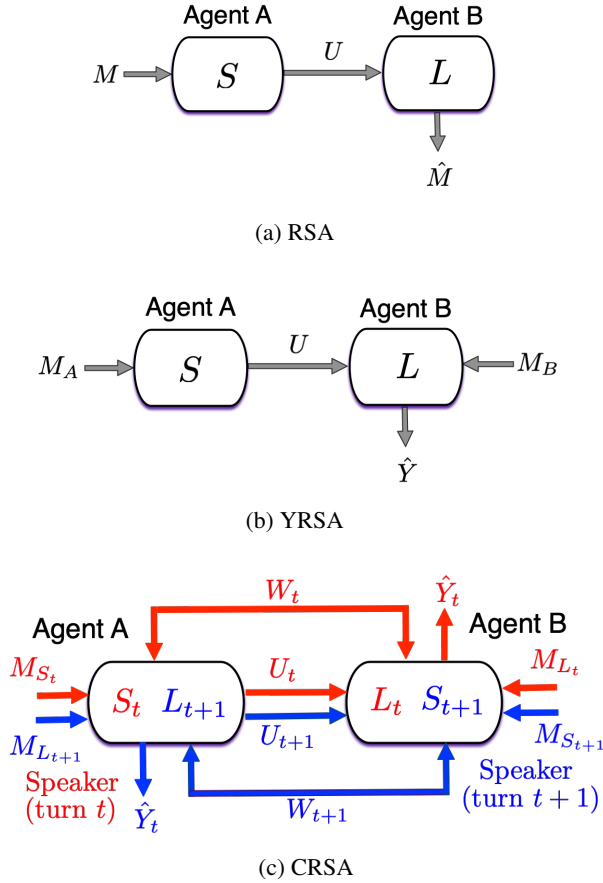 Agent A Agent B
M S U L
M̂
(a) RSA
Agent A Agent B
M_A S U L M_B
Ŷ
(b) YRSA
W_t Ŷ_t
Agent A Agent B
M_{S_t} S_t L_{t+1} U_t L_t S_{t+1} M_{L_t}
M_{L_{t+1}} U_{t+1} M_{S_{t+1}}
Speaker Speaker
(turn t) Ŷ_t W_{t+1} (turn t + 1)
(c) CRSA